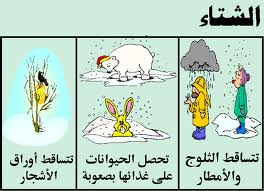 الشتاء
تتساقط الثلوج
والأمطار
تحصل الحيوانات
على غذائها بصعوبة
تتساقط أوراق
الأشجار